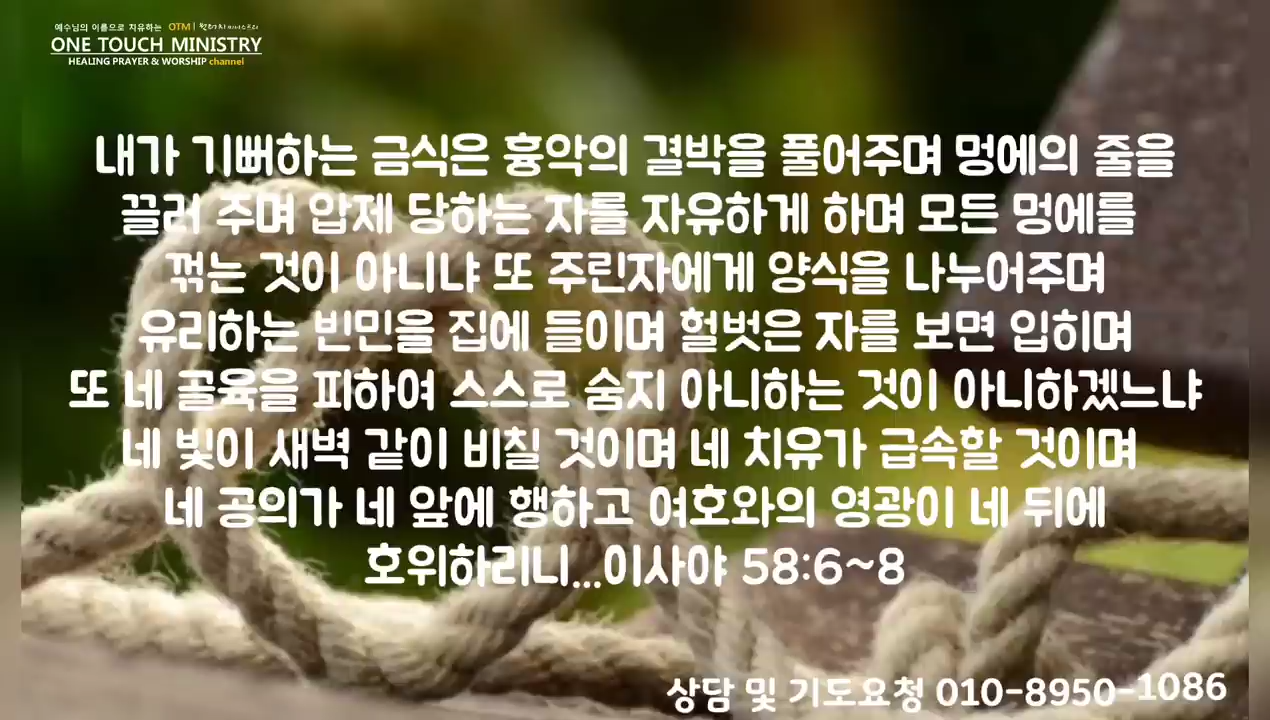 예수님의 이름으로 치유하는 OTM | 원터치 미니스트리
ONE TOUCH MINISTRY
HEALING PRAYER & WORSHIP channel
내가 기뻐하는 금식은 흉악의 결박을 풀어주며 멍에의 줄을
끌러 주며 압제 당하는 자를 자유하게 하며 모든 멍에를
꺾는 것이 아니냐 또 주린자에게 양식을 나누어주며
유리하는 빈민을 집에 들이며 헐벗은 자를 보면 입히며
또 네 골육을 피하여 스스로 숨지 아니하는 것이 아니하겠느냐
네 빛이 새벽 같이 비칠 것이며 네 치유가 급속할 것이며
네 공의가 네 앞에 행하고 여호와의 영광이 네 뒤에
호위하리니...이사야 58:6~8
상담 및 기도요청 010-8950-1086